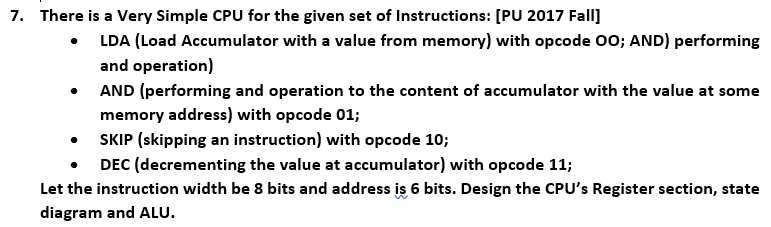 7. There is a Very Simple CPU for the given set of Instructions: [PU 2017 Fall]
• LDA (Load Accumulator with a value from memory) with opcode OO; AND) performing
and operation)
• AND (performing and operation to the content of accumulator with the value at some
memory address) with opcode 01;
• SKIP (skipping an instruction) with opcode 10;
• DEC (decrementing the value at accumulator) with opcode 11;
Let the instruction width be 8 bits and address is 6 bits. Design the CPU's Register section, state
diagram and ALU.